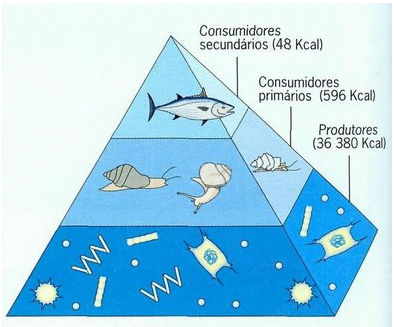 Consumidores
secundários (48 Kcal)
Consumidores
primários (596 Kcal)
Produtores
(36 380 Kcal)